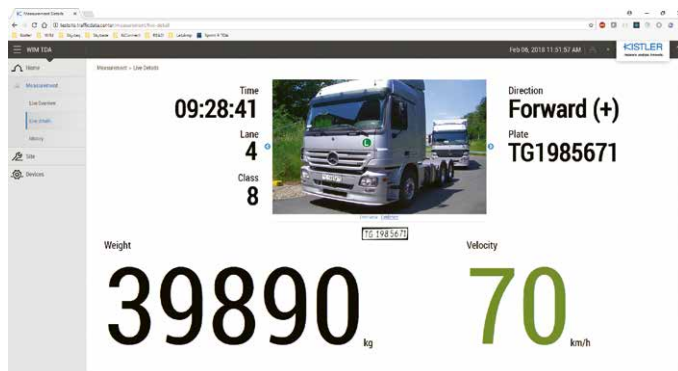 Measurement Details
WIM TDA
Feb 06, 2018 11:51:57 AM
KISTLER
Home
Measurement
Live Overview
Live Details
History
Site
Devices
Measurement > Live Details
Time
09:28:41
Lane
4
Class
8
Direction
Forward (+)
Plate
TG1985671
TG 1985671
Weight
39890 kg
Velocity
70 km/h